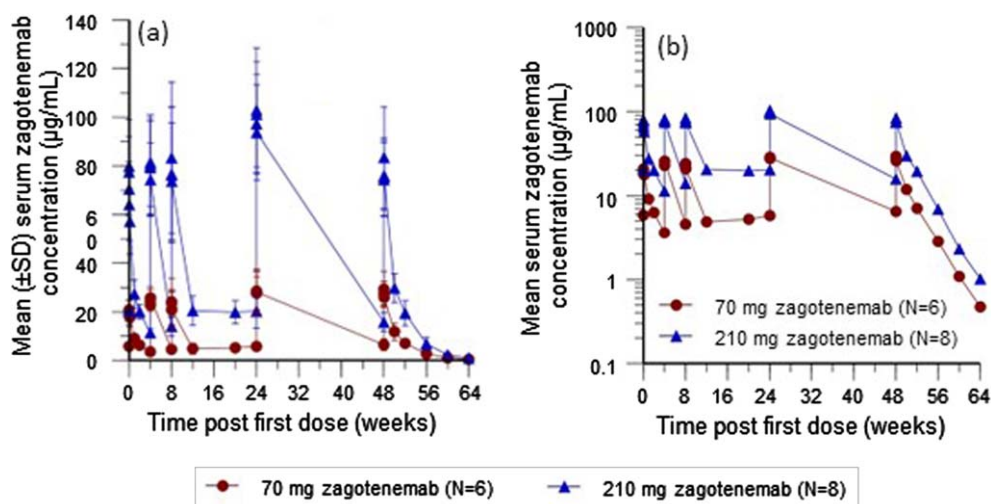 (a)
Mean (±SD) serum zagotenemab
concentration (µg/mL)
140
120
100
80
6
0
40
20
0
0 8 16 24 32 40 48 56 64
Time post first dose (weeks)
(b)
Mean serum zagotenemab
concentration (µg/mL)
1000
100
10
1
0.1
70 mg zagotenemab (N=6)
210 mg zagotenemab (N=8)
0 8 16 24 32 40 48 56 64
Time post first dose (weeks)
70 mg zagotenemab (N=6) 210 mg zagotenemab (N=8)